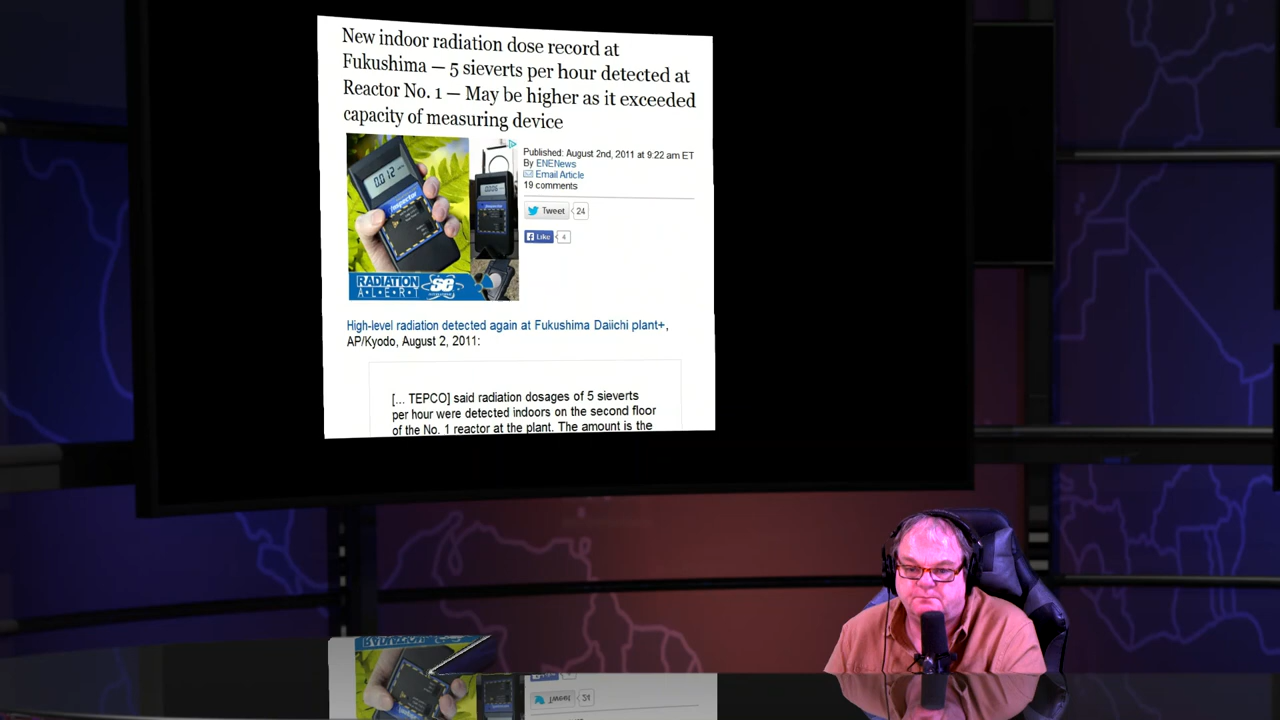 New indoor radiation dose record at
Fukushima — 5 sieverts per hour detected at
Reactor No. 1 — May be higher as it exceeded
capacity of measuring device
Published: August 2nd, 2011 at 9:22 am ET
By ENENews
Email Article
19 comments
Tweet 24
Like 4
0.012
Inspector
RADIATION
A•L•E•R•T
se
High-level radiation detected again at Fukushima Daiichi plant+,
AP/Kyodo, August 2, 2011:
[... TEPCO] said radiation dosages of 5 sieverts
per hour were detected indoors on the second floor
of the No. 1 reactor at the plant. The amount is the